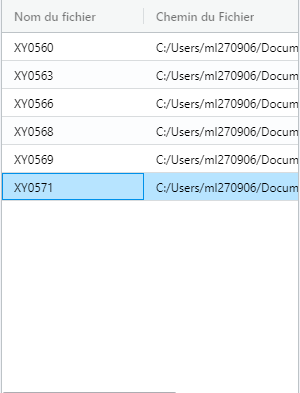 Nom du fichier Chemin du Fichier
XY0560 C:/Users/ml270906/Docum
XY0563 C:/Users/ml270906/Docum
XY0566 C:/Users/ml270906/Docum
XY0568 C:/Users/ml270906/Docum
XY0569 C:/Users/ml270906/Docum
XY0571 C:/Users/ml270906/Docum